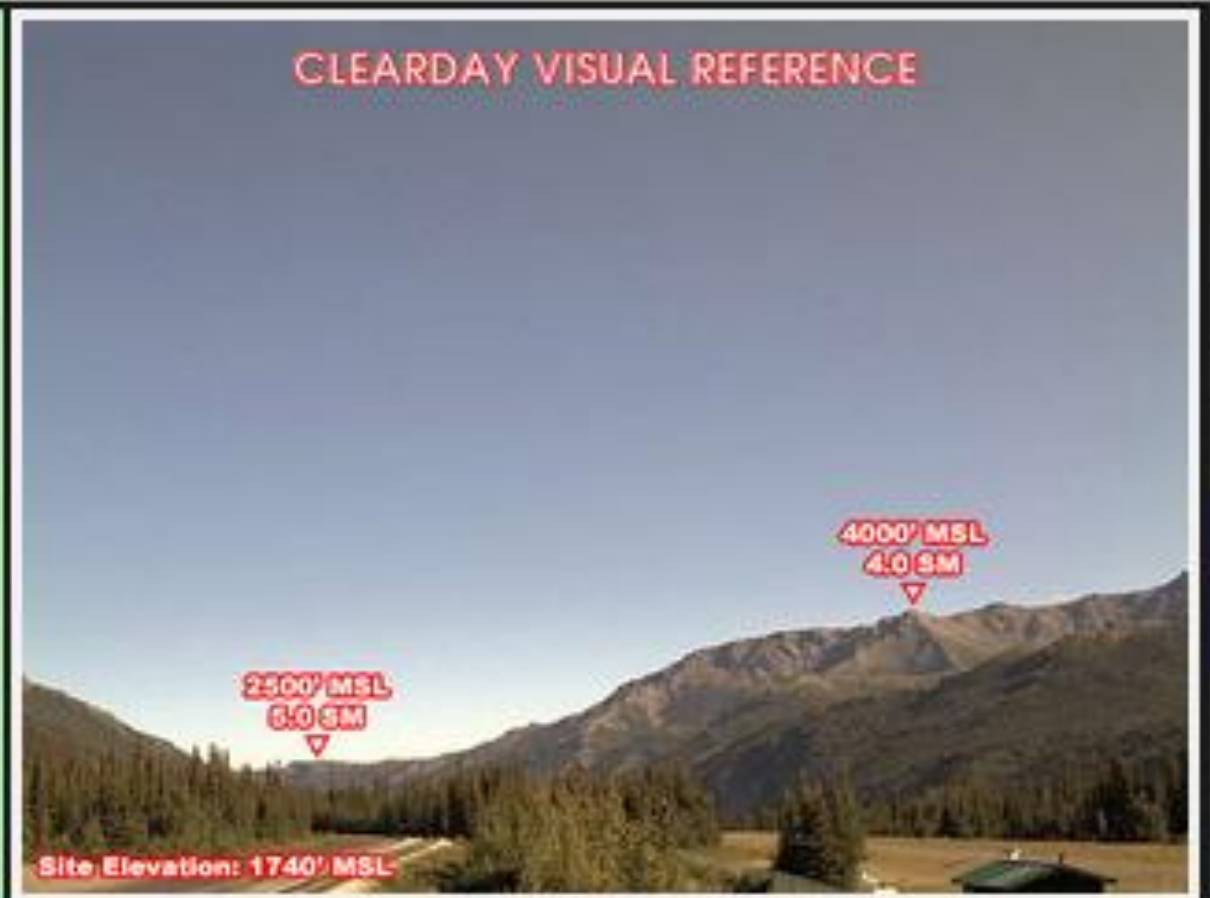 CLEARDAY VISUAL REFERENCE
4000' MSL
4.0 SM
2500' MSL
5.0 SM
Site Elevation: 1740' MSL